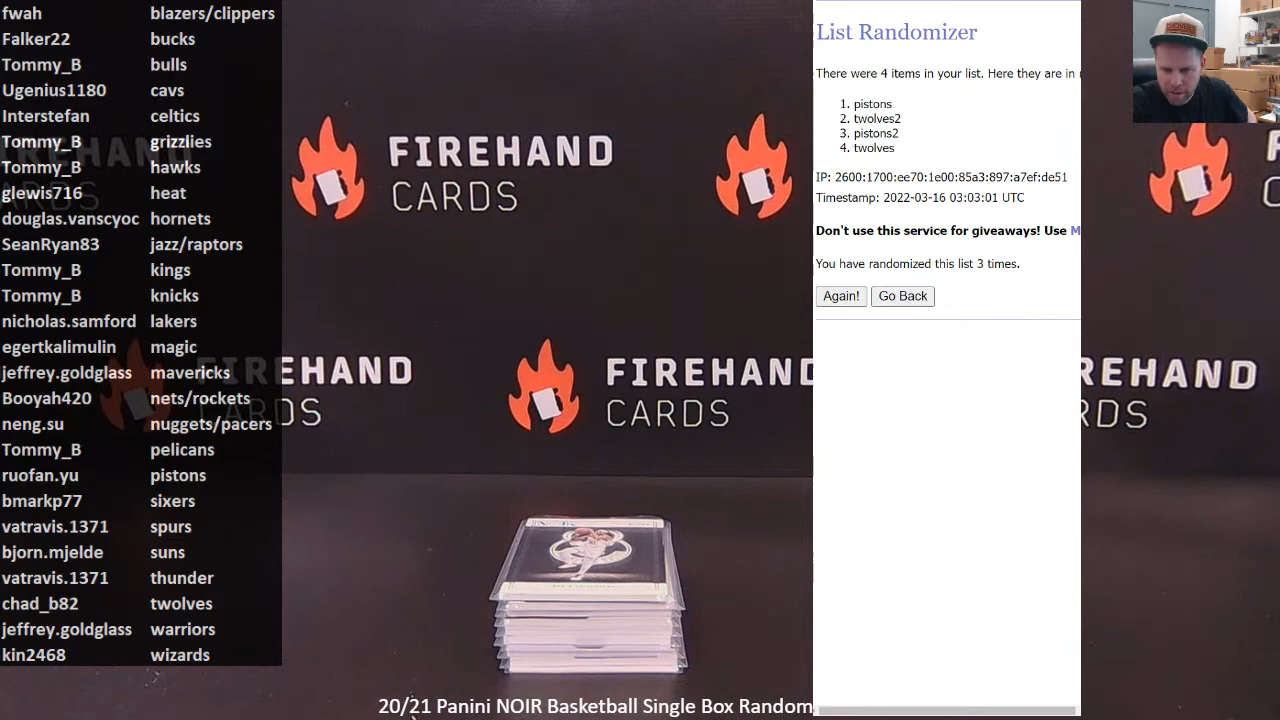 fwah blazers/clippers
Falker22 bucks
Tommy_B bulls
Ugenius1180 cavs
Interstefan celtics
Tommy_B grizzlies
Tommy_B hawks
glewis716 heat
douglas.vanscyoc hornets
SeanRyan83 jazz/raptors
Tommy_B kings
Tommy_B knicks
nicholas.samford lakers
egertkalimulin magic
jeffrey.goldglass mavericks
Booyah420 nets/rockets
neng.su nuggets/pacers
Tommy_B pelicans
ruofan.yu pistons
bmarkp77 sixers
vatravis.1371 spurs
bjorn.mjelde suns
vatravis.1371 thunder
chad_b82 twolves
jeffrey.goldglass warriors
kin2468 wizards
FIREHAND
CARDS
FIREHAND
CARDS
FIREHAND
CARDS
REHAND
RDS
List Randomizer
There were 4 items in your list. Here they are in
1. pistons
2. twolves2
3. pistons2
4. twolves
IP: 2600:1700:ee70:1e00:85a3:897:a7ef:de51
Timestamp: 2022-03-16 03:03:01 UTC
Don't use this service for giveaways! Use M
You have randomized this list 3 times.
Again! Go Back
20/21 Panini NOIR Basketball Single Box Random